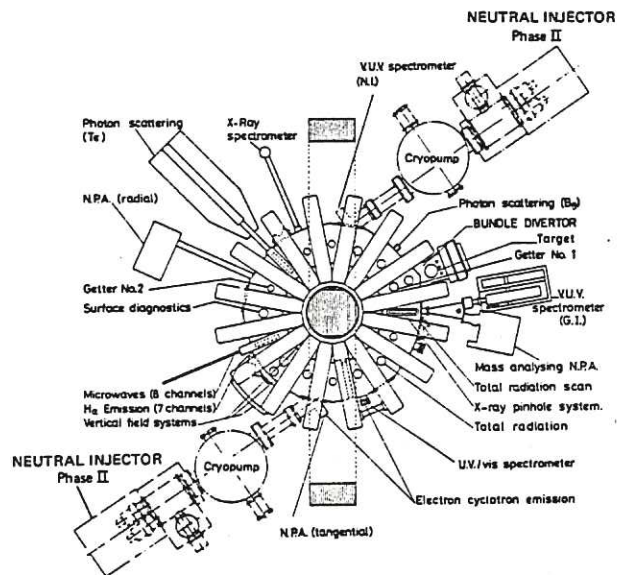 NEUTRAL INJECTOR
Phase II
V.U.V. spectrometer
(N.I.)
Photon scattering
(Te)
X-Ray
spectrometer
Cryopump
N.P.A. (radial)
Photon scattering (Bθ)
BUNDLE DIVERTOR
Target
Getter No. 1
Getter No.2
Surface diagnostics
V.U.V.
spectrometer
(G.I.)
Mass analysing N.P.A.
Total radiation scan
X-ray pinhole system.
Total radiation
Microwaves (8 channels)
Hα Emission (7 channels)
Vertical field systems
NEUTRAL INJECTOR
Phase II
Cryopump
U.V./vis spectrometer
Electron cyclotron emission
N.P.A. (tangential)